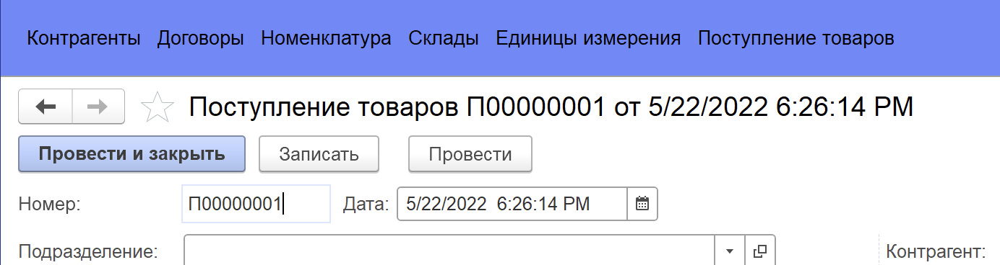 Контрагенты Договоры Номенклатура Склады Единицы измерения Поступление товаров
Поступление товаров П00000001 от 5/22/2022 6:26:14 PM
Провести и закрыть Записать Провести
Номер: П00000001 Дата: 5/22/2022 6:26:14 PM
Подразделение: Контрагент: